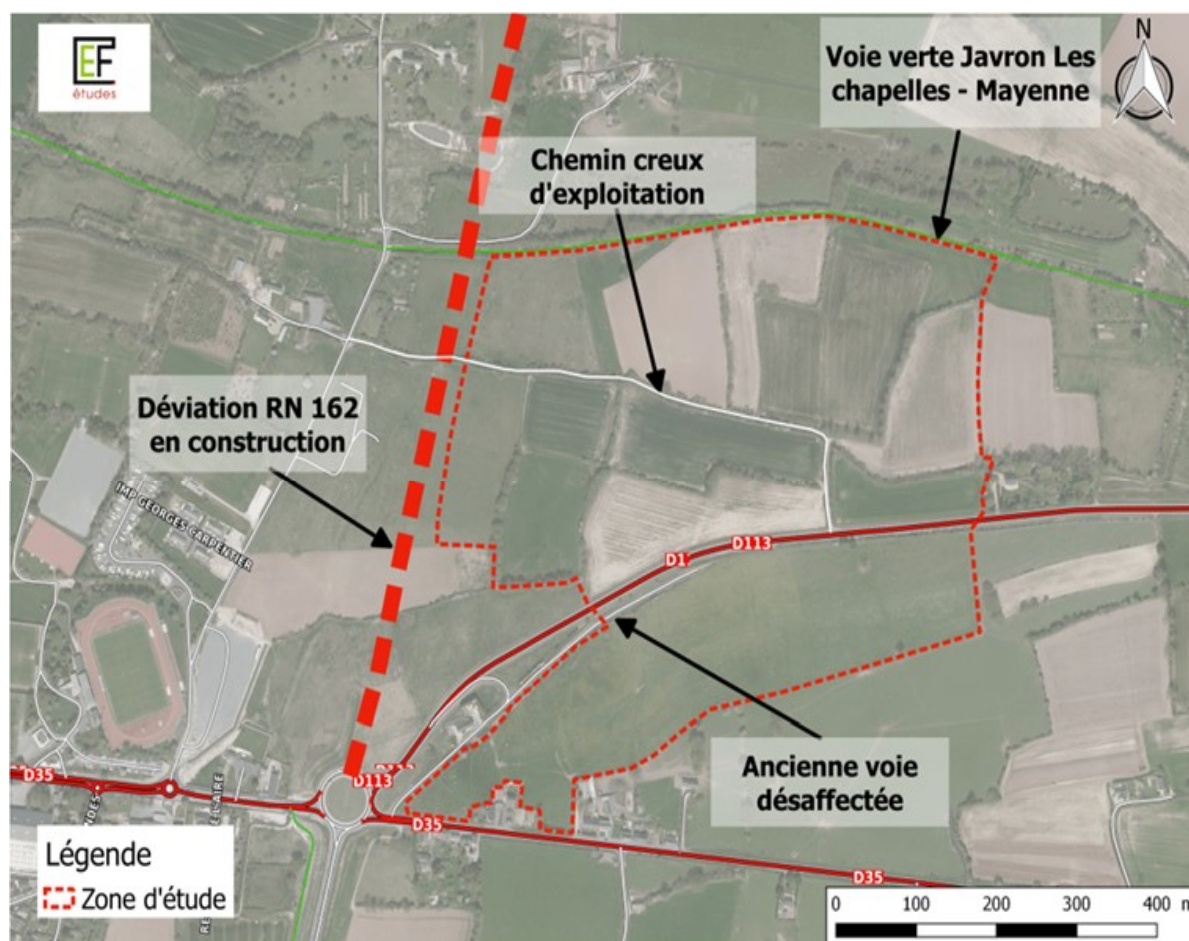 EF
études
Voie verte Javron Les
chapelles - Mayenne
N
Chemin creux
d'exploitation
Déviation RN 162
en construction
IMP GEORGES CARPENTIER
D1
D113
Ancienne voie
désaffectée
D35
D113
D35
D35
Légende
Zone d'étude
0 100 200 300 400 m